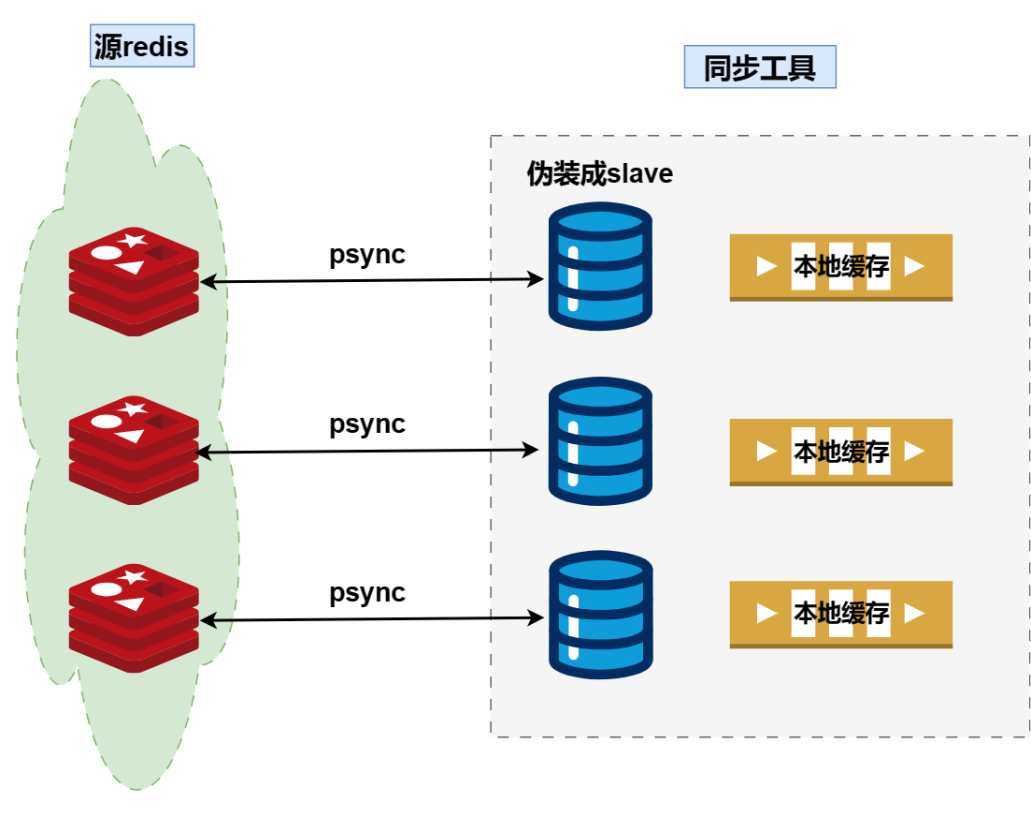 源redis
同步工具
伪装成slave
psync
本地缓存
psync
本地缓存
psync
本地缓存